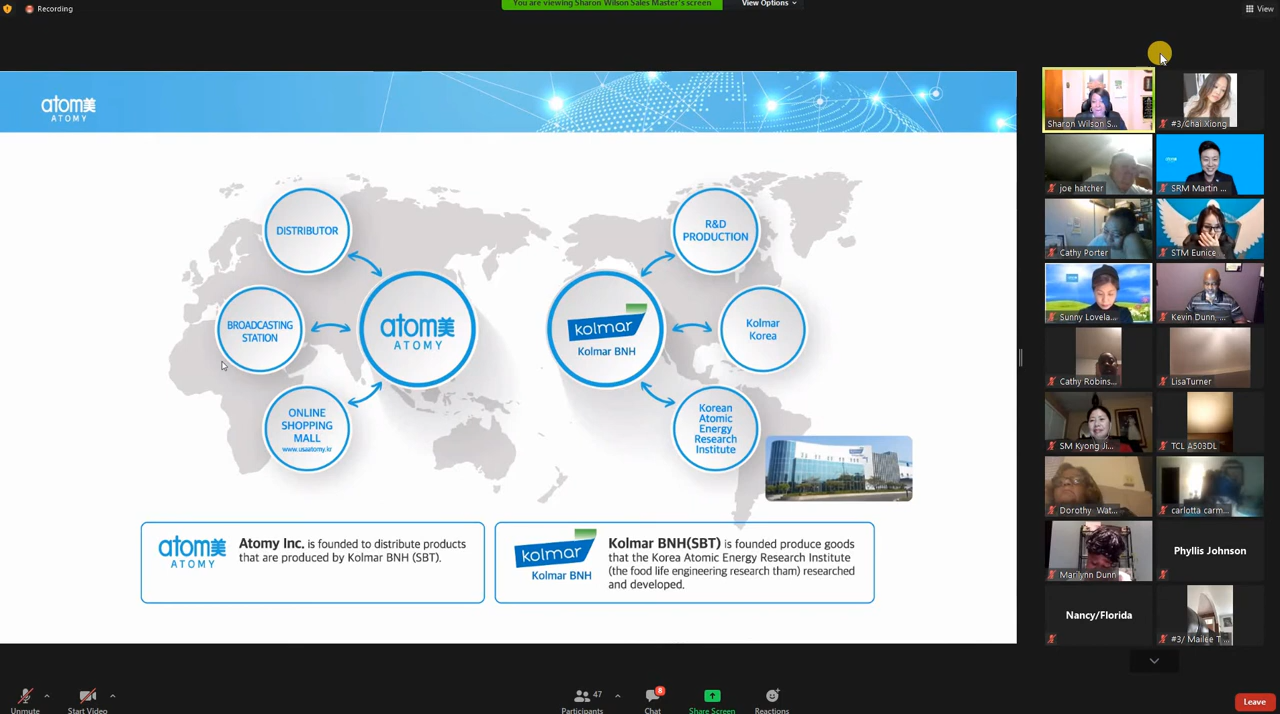 Recording
You are viewing Sharon Wilson Sales Master's screen
View Options
View
atom美
ATOMY
DISTRIBUTOR
BROADCASTING
STATION
ONLINE
SHOPPING
MALL
www.usaatomy.kr
atom美
ATOMY
kolmar
Kolmar BNH
R&D
PRODUCTION
Kolmar
Korea
Korean
Atomic
Energy
Research
Institute
atom美
ATOMY
Atomy Inc. is founded to distribute products
that are produced by Kolmar BNH (SBT).
kolmar
Kolmar BNH
Kolmar BNH(SBT) is founded produce goods
that the Korea Atomic Energy Research Institute
(the food life engineering research tham) researched
and developed.
Sharon Wilson S...
#3/Chai Xiong
joe hatcher
SRM Martin ...
Cathy Porter
STM Eunice
Sunny Lovela...
Kevin Dunn, ...
Cathy Robins...
LisaTurner
SM Kyong Ji...
TCL A503DL
Dorothy Wat...
carlotta carm...
Marilynn Dunn
Phyllis Johnson
Nancy/Florida
#3/ Mailee T ...
Unmute
Start Video
47
Participants
8
Chat
Share Screen
Reactions
Leave